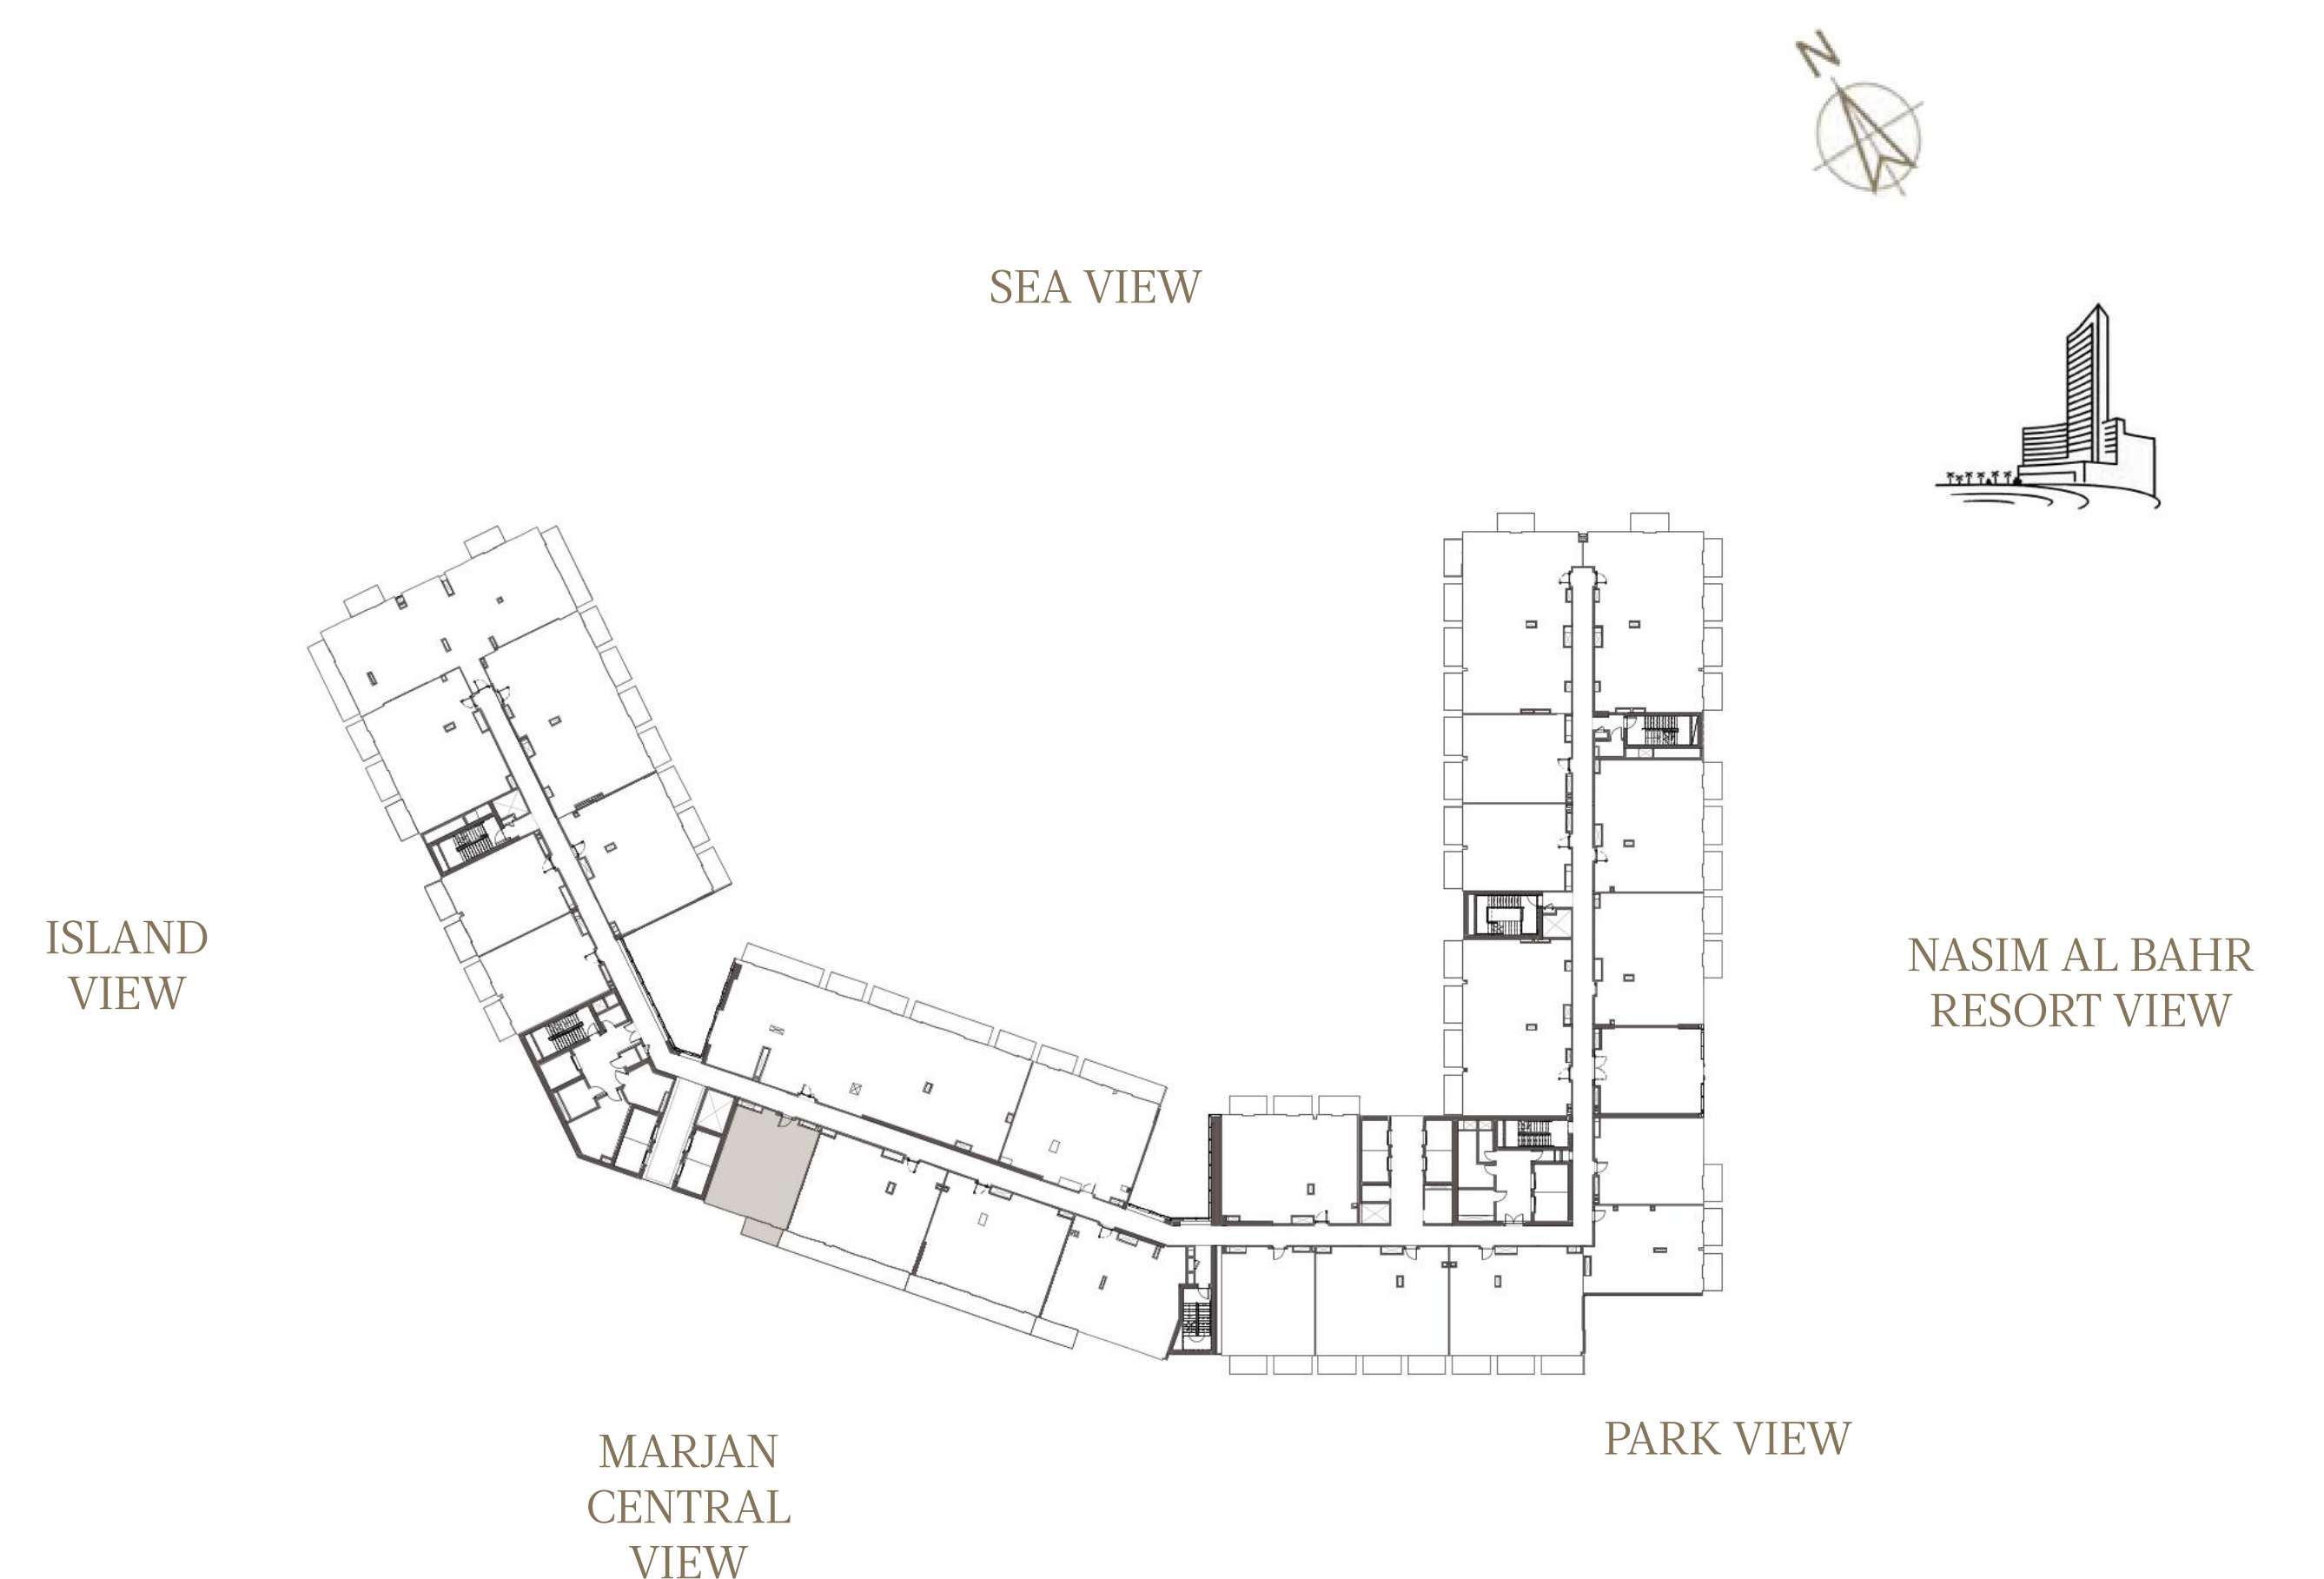 N
SEA VIEW
ISLAND
VIEW
NASIM AL BAHR
RESORT VIEW
MARJAN
CENTRAL
VIEW
PARK VIEW